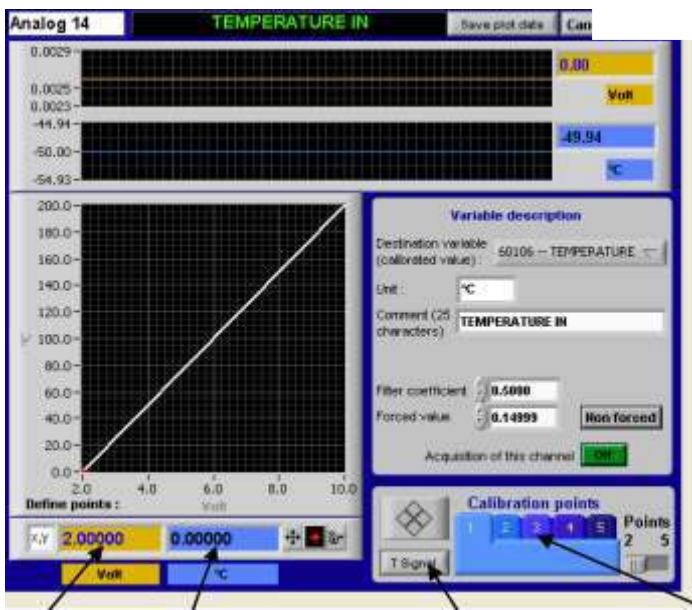 Analog 14 TEMPERATURE IN Save plot data Can
0.0029
0.0025
0.0023
0.00
Volt
-44.94
-50.00
-54.93
-49.94
°C
200.0
180.0
160.0
140.0
120.0
100.0
80.0
60.0
40.0
20.0
0.0
2.0 4.0 6.0 8.0 10.0
Volt
Define points :
X,Y 2.00000 0.00000
Volt °C
Variable description
Destination variable
(calibrated value) : 60106 -- TEMPERATURE
Unit : °C
Comment (25
characters) TEMPERATURE IN
Filter coefficient 0.5000
Forced value 0.14999 Non forced
Acquisition of this channel Off
Calibration points
1 2 3 4 5
Points
2 5
T Signal